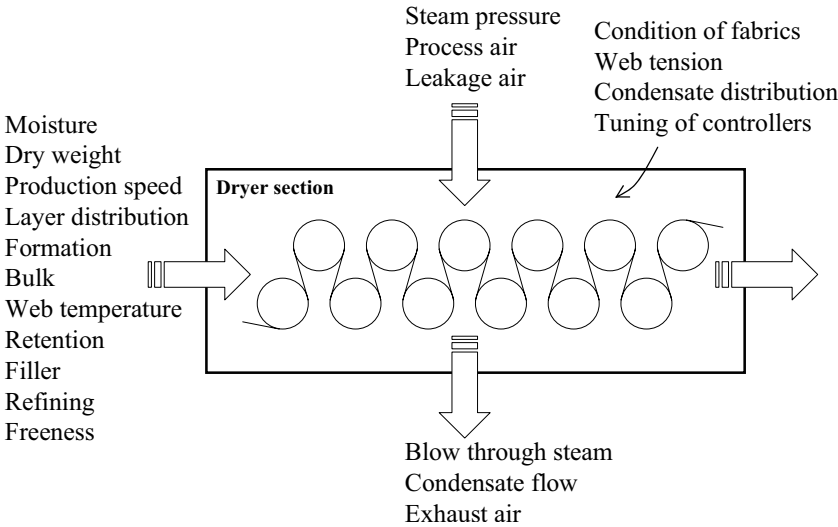 Steam pressure
Process air
Leakage air
Condition of fabrics
Web tension
Condensate distribution
Tuning of controllers
Moisture
Dry weight
Production speed
Layer distribution
Formation
Bulk
Web temperature
Retention
Filler
Refining
Freeness
Dryer section
Blow through steam
Condensate flow
Exhaust air